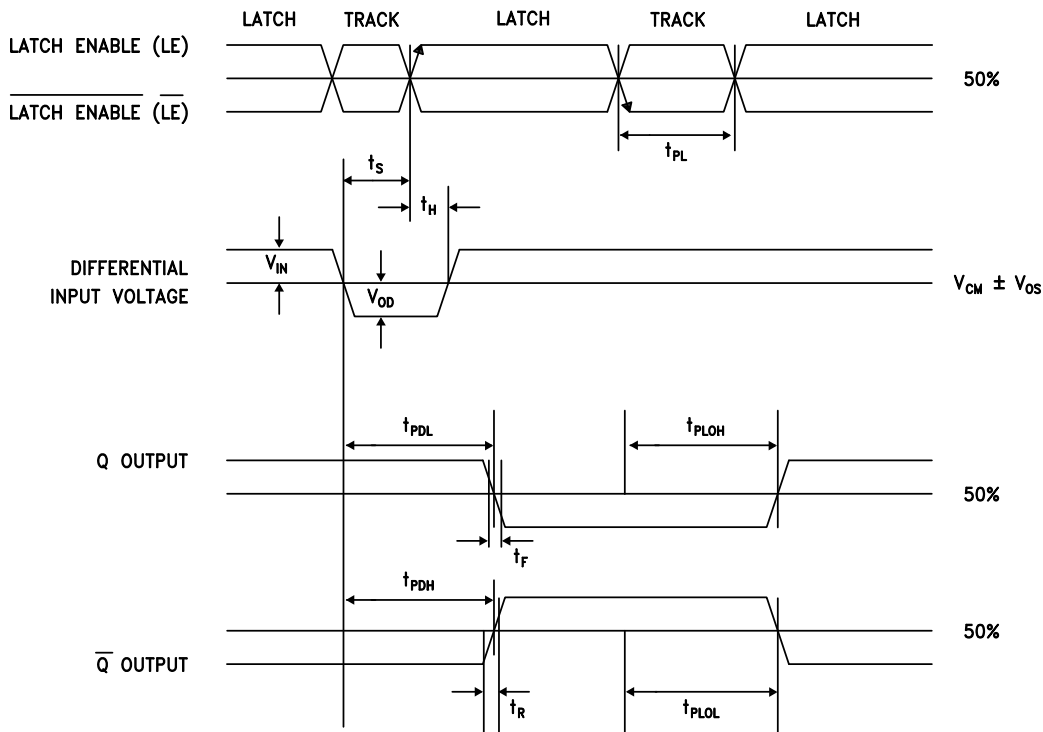 LATCH TRACK LATCH TRACK LATCH
LATCH ENABLE (LE)
50%
LATCH ENABLE (LE)
tPL
tS
tH
DIFFERENTIAL
INPUT VOLTAGE
VIN
VOD
VCM ± VOS
tPDL tPLOH
Q OUTPUT
50%
tF
tPDH
50%
Q OUTPUT
tR tPLOL